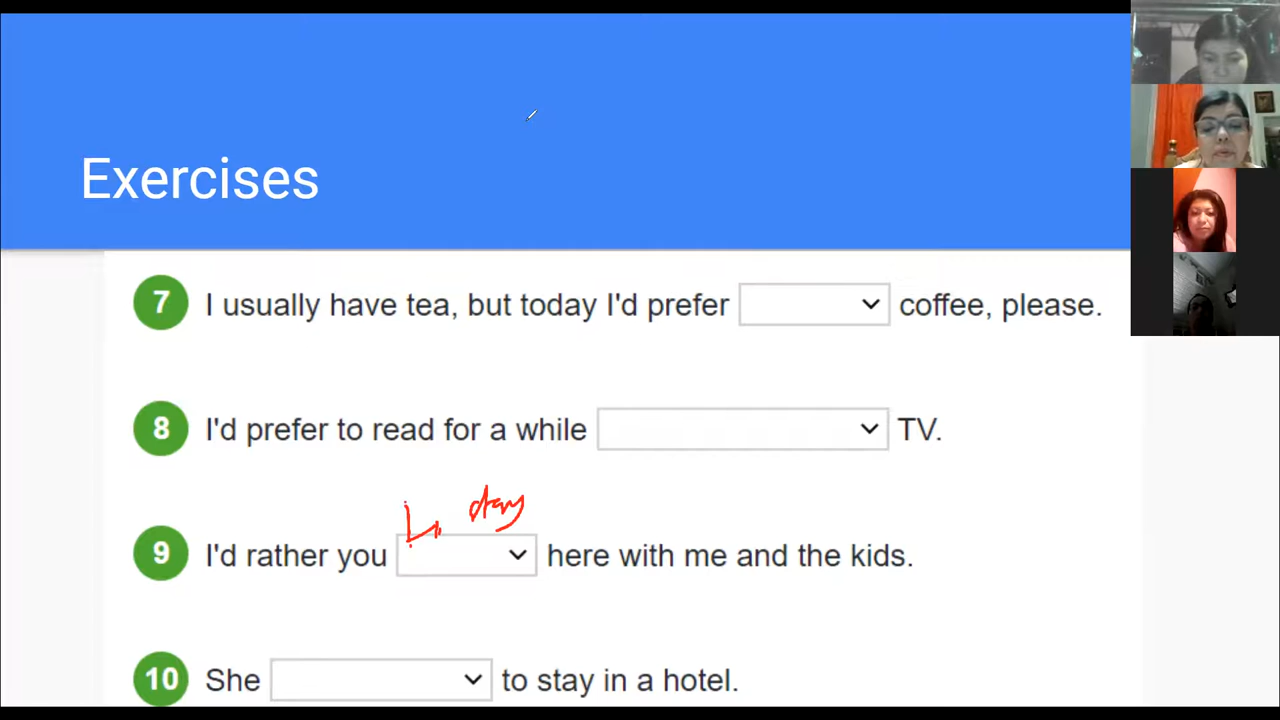 Exercises
7 I usually have tea, but today I'd prefer coffee, please.
8 I'd prefer to read for a while TV.
9 I'd rather you here with me and the kids.
10 She to stay in a hotel.